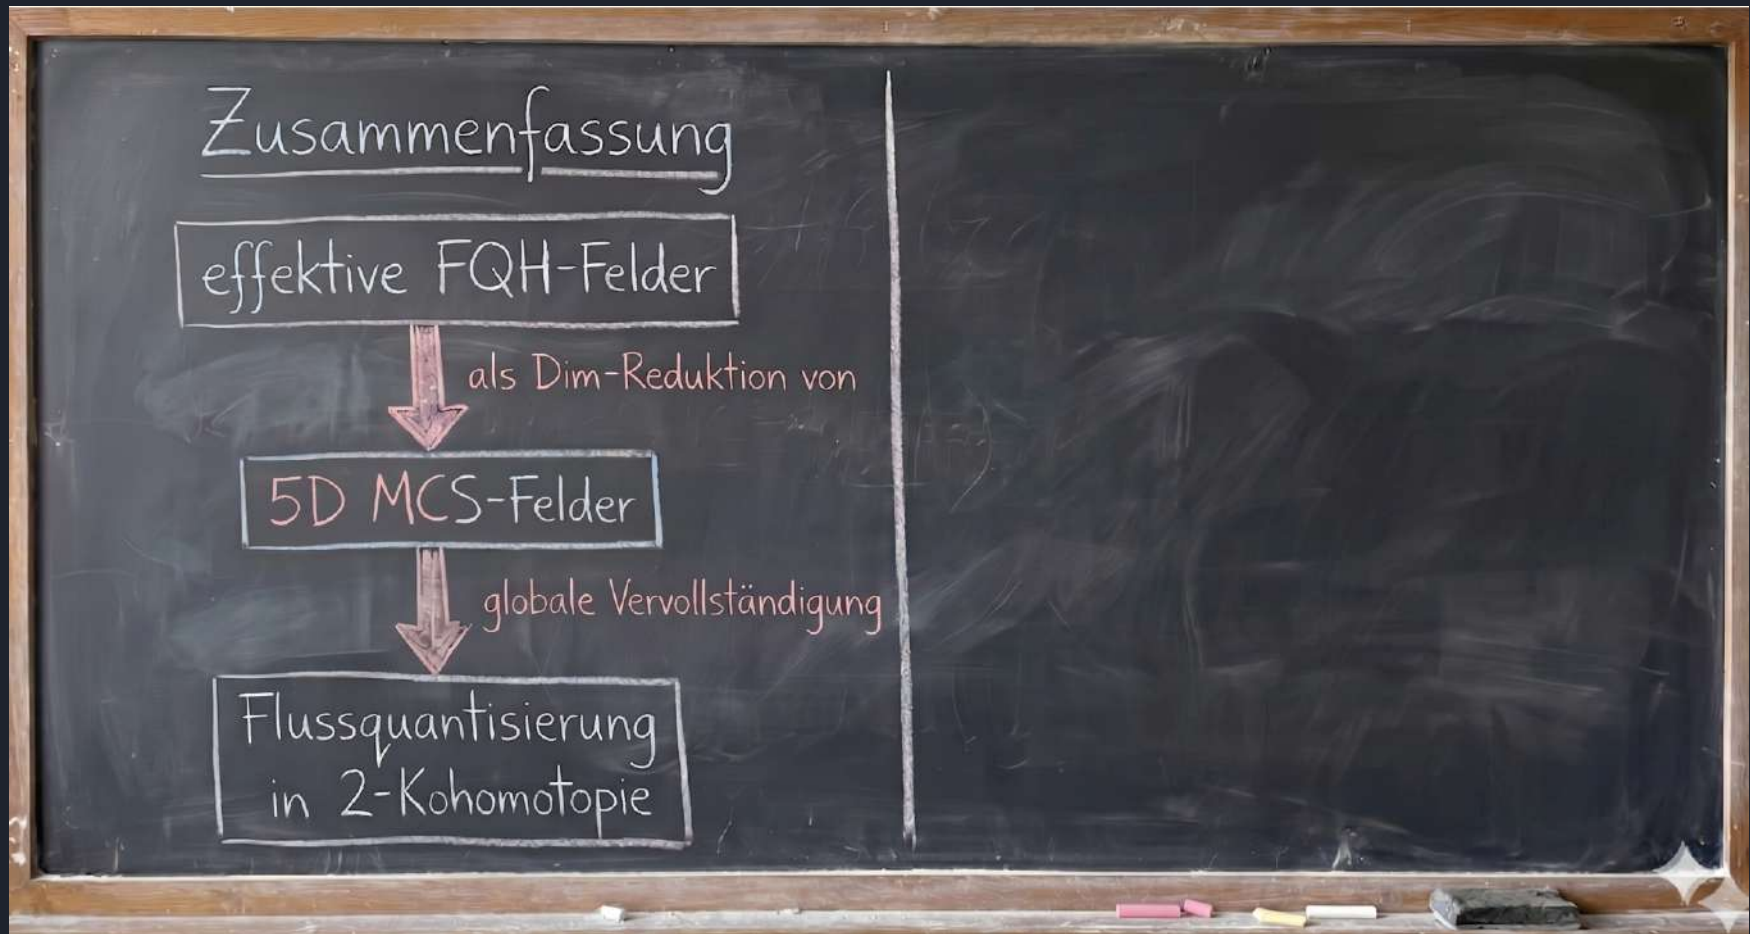 Zusammenfassung
effektive FQH-Felder
als Dim-Reduktion von
5D MCS-Felder
globale Vervollständigung
Flussquantisierung
in 2-Kohomotopie